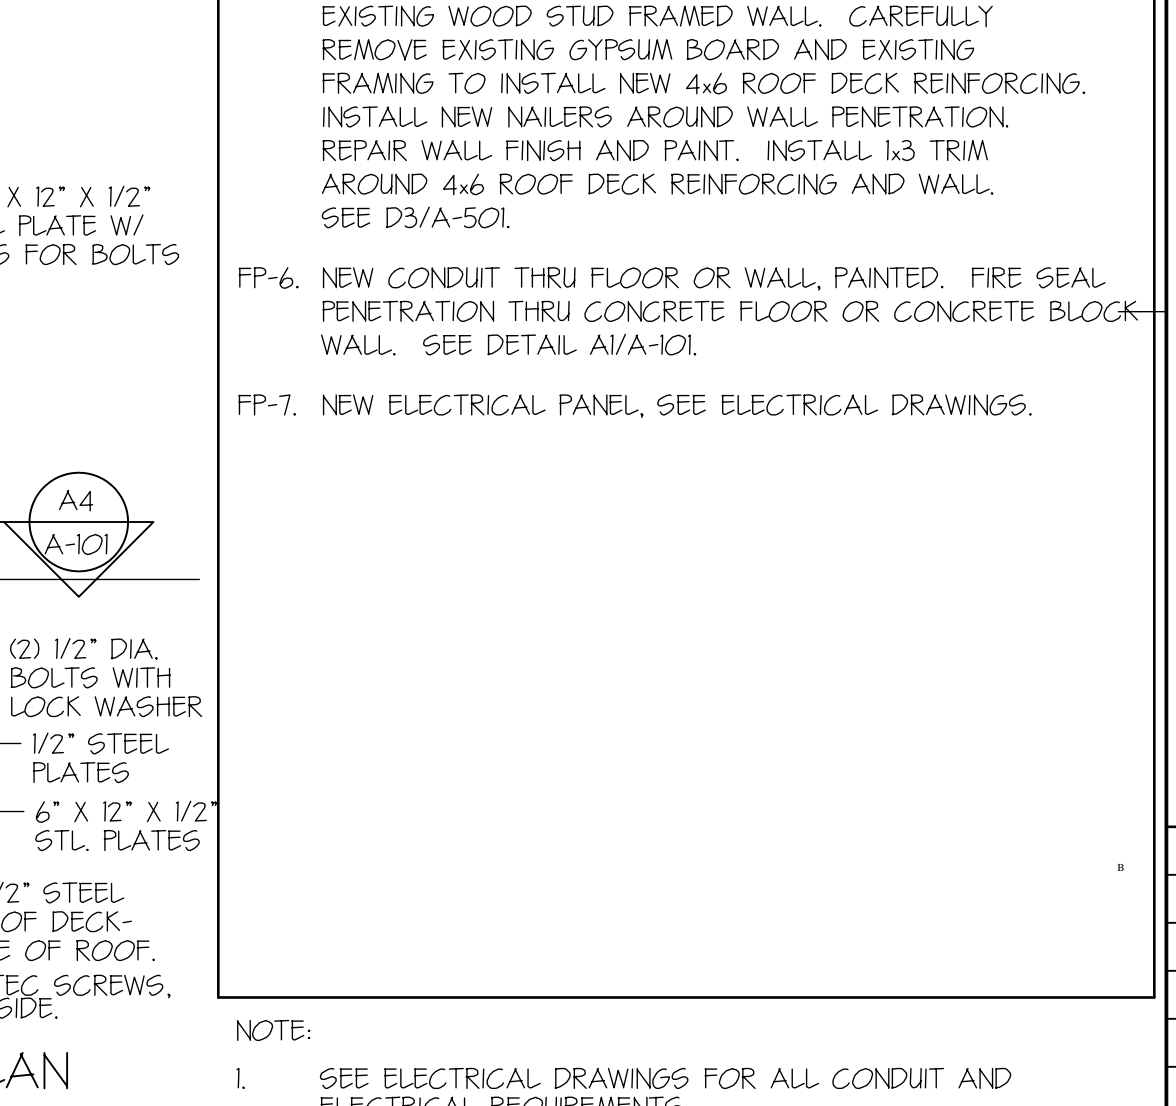 X 12" X 1/2"
PLATE W/
FOR BOLTS
A4
A-101
(2) 1/2" DIA.
BOLTS WITH
LOCK WASHER
1/2" STEEL
PLATES
6" X 12" X 1/2"
STL. PLATES
/2" STEEL
OF DECK-
OF ROOF.
TEC SCREWS,
SIDE.
EXISTING WOOD STUD FRAMED WALL. CAREFULLY
REMOVE EXISTING GYPSUM BOARD AND EXISTING
FRAMING TO INSTALL NEW 4x6 ROOF DECK REINFORCING.
INSTALL NEW NAILERS AROUND WALL PENETRATION.
REPAIR WALL FINISH AND PAINT. INSTALL 1x3 TRIM
AROUND 4x6 ROOF DECK REINFORCING AND WALL.
SEE D3/A-501.
FP-6. NEW CONDUIT THRU FLOOR OR WALL, PAINTED. FIRE SEAL
PENETRATION THRU CONCRETE FLOOR OR CONCRETE BLOCK
WALL. SEE DETAIL A1/A-101.
FP-7. NEW ELECTRICAL PANEL, SEE ELECTRICAL DRAWINGS.
B
NOTE:
1. SEE ELECTRICAL DRAWINGS FOR ALL CONDUIT AND
ELECTRICAL REQUIREMENTS